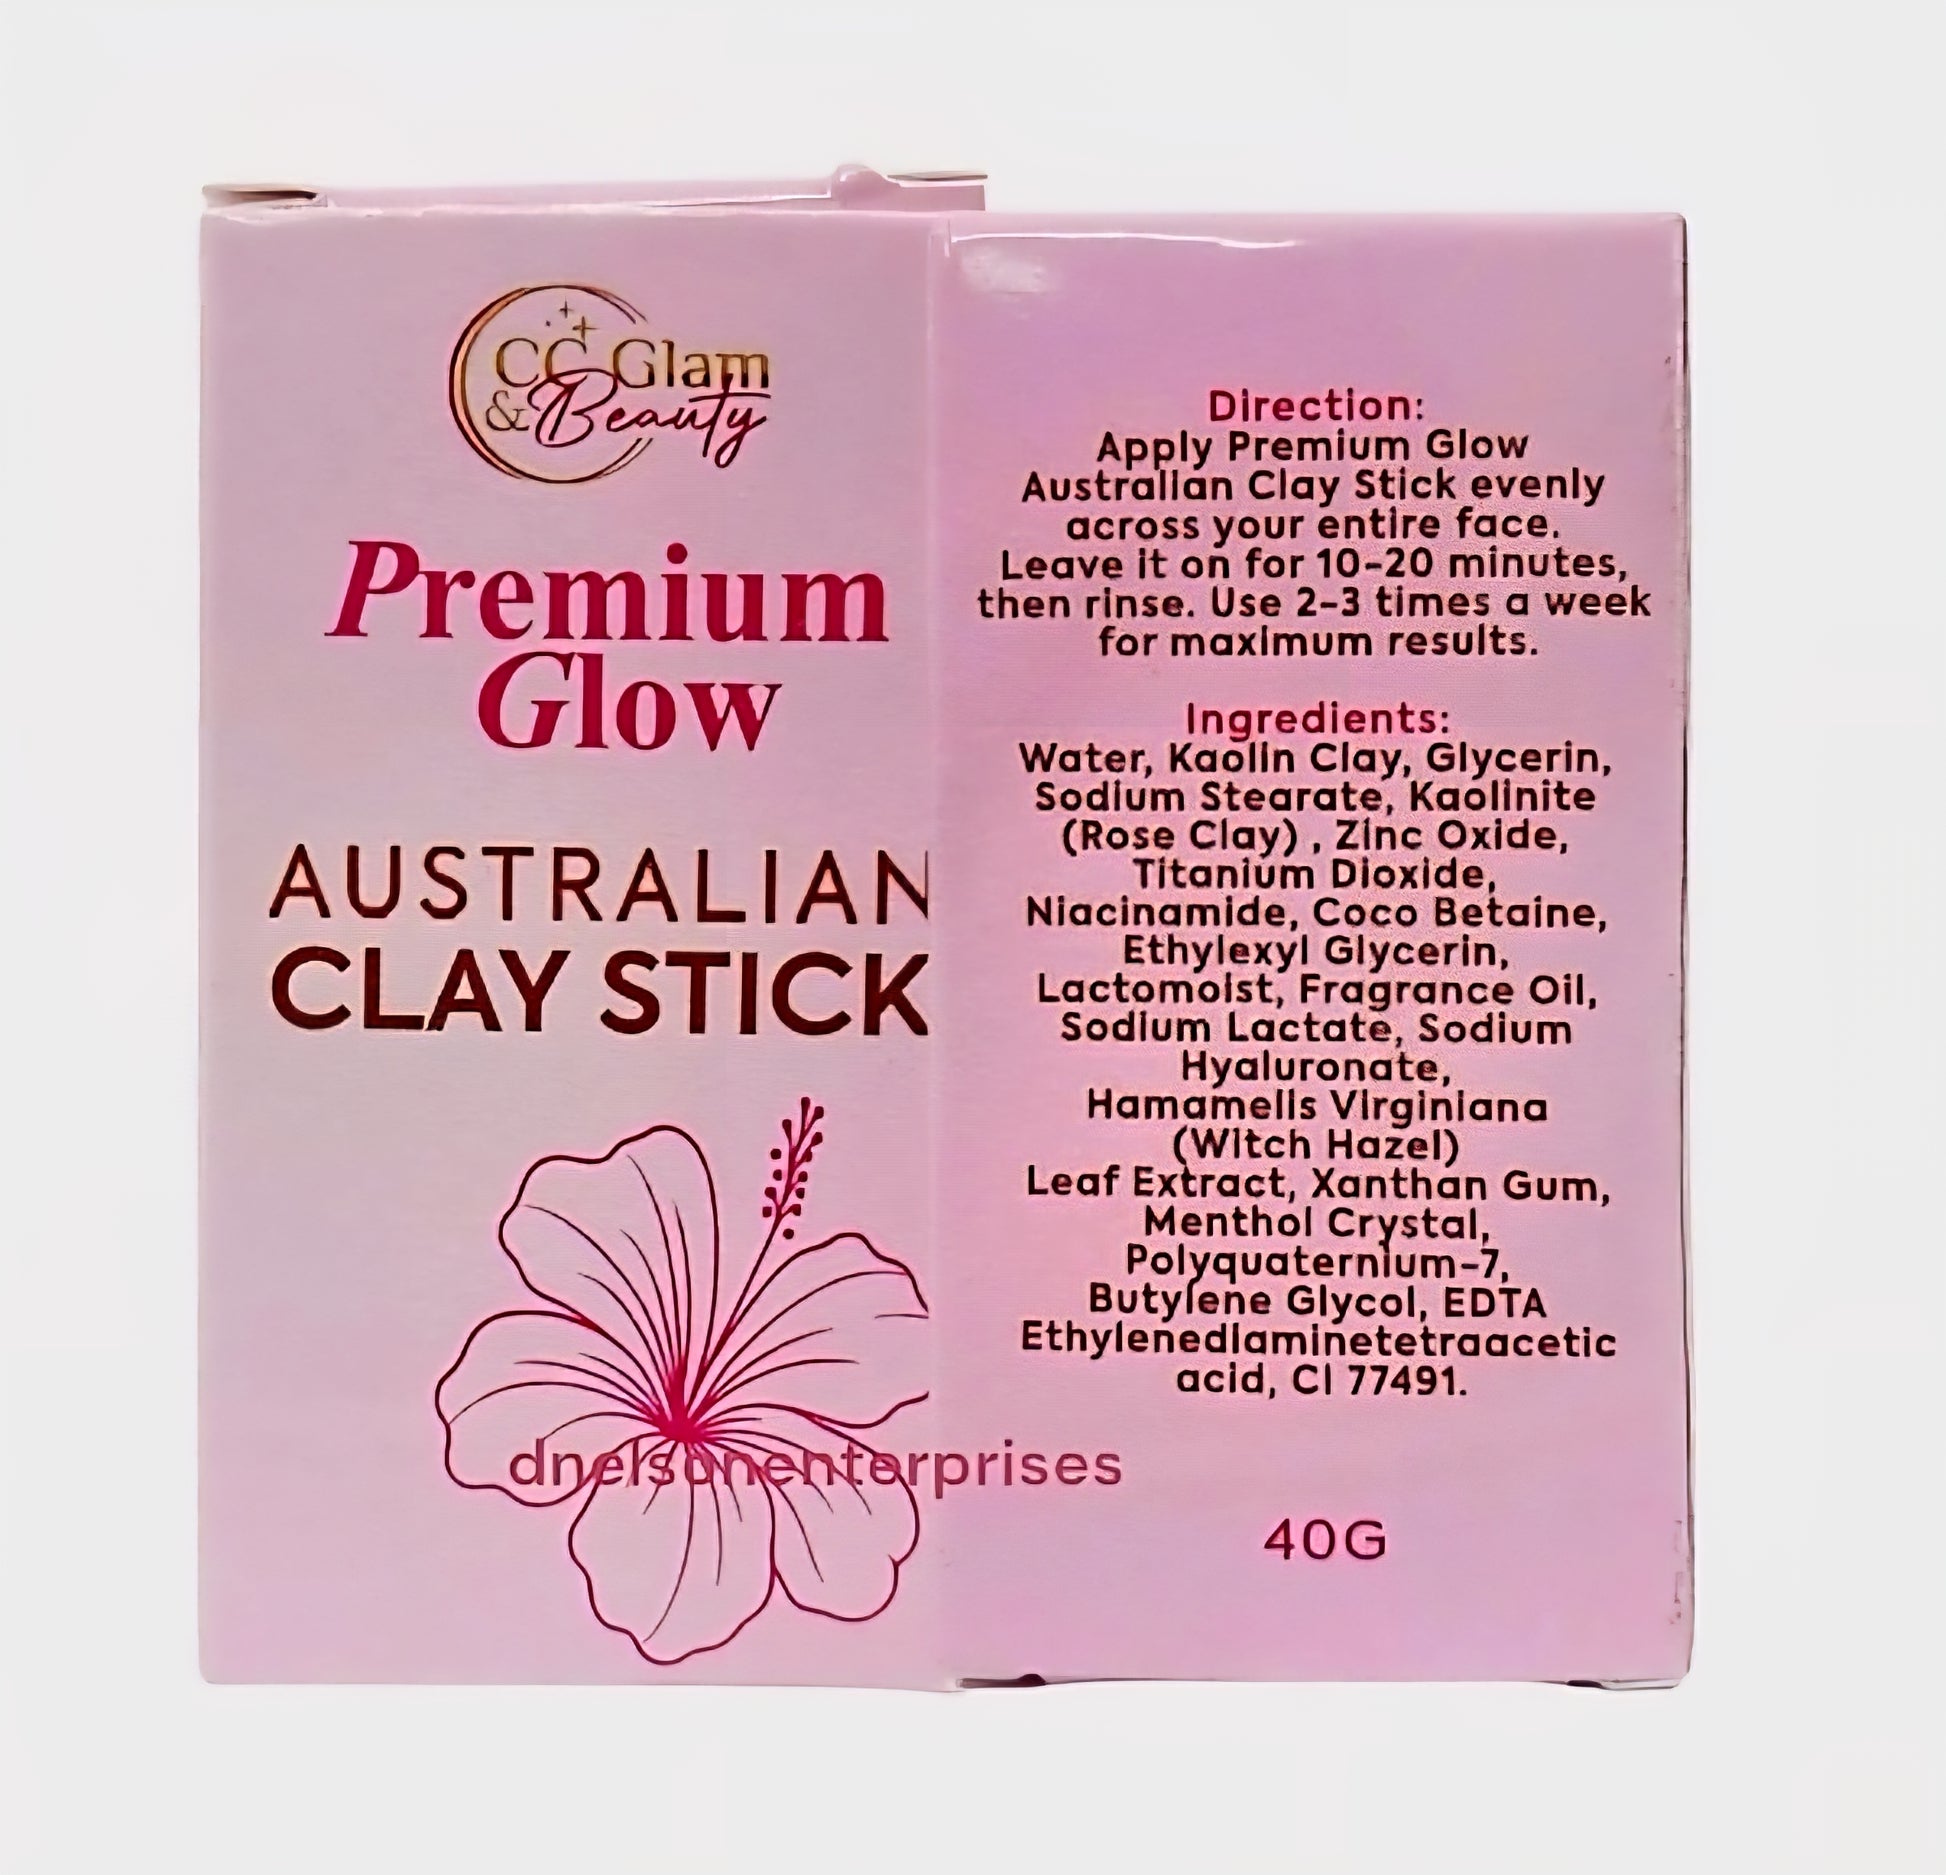 CC Glam
& Beauty
Premium
Glow
AUSTRALIAN
CLAY STICK
Direction:
Apply Premium Glow
Australian Clay Stick evenly
across your entire face.
Leave it on for 10-20 minutes,
then rinse. Use 2-3 times a week
for maximum results.
Ingredients:
Water, Kaolin Clay, Glycerin,
Sodium Stearate, Kaolinite
(Rose Clay) , Zinc Oxide,
Titanium Dioxide,
Niacinamide, Coco Betaine,
Ethylexyl Glycerin,
Lactomoist, Fragrance Oil,
Sodium Lactate, Sodium
Hyaluronate,
Hamamelis Virginiana
(Witch Hazel)
Leaf Extract, Xanthan Gum,
Menthol Crystal,
Polyquaternium-7,
Butylene Glycol, EDTA
Ethylenediaminetetraacetic
acid, CI 77491.
40G
dnelsonenterprises